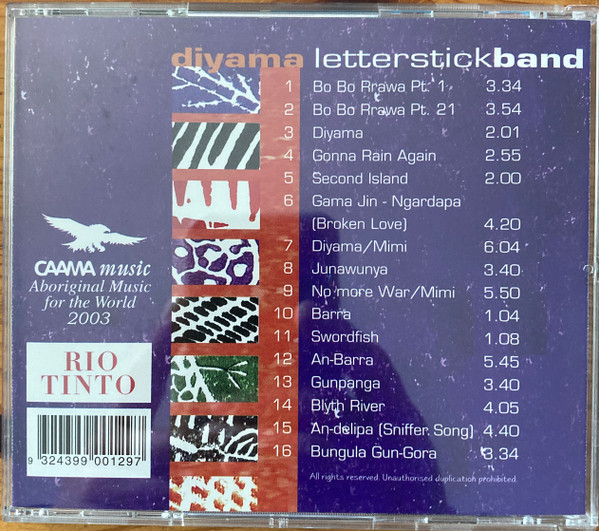 diyama letterstickband
1 Bo Bo Rrawa Pt. 1 3.34
2 Bo Bo Rrawa Pt. 21 3.54
3 Diyama 2.01
4 Gonna Rain Again 2.55
5 Second Island 2.00
6 Gama Jin - Ngardapa
(Broken Love) 4.20
7 Diyama/Mimi 6.04
8 Junawunya 3.40
9 No more War/Mimi 5.50
10 Barra 1.04
11 Swordfish 1.08
12 An-Barra 5.45
13 Gunpanga 3.40
14 Blyth River 4.05
15 An-delipa (Sniffer Song) 4.40
16 Bungula Gun-Gora 3.34
All rights reserved. Unauthorised duplication prohibited.
CAAMA music
Aboriginal Music
for the World
2003
RIO
TINTO
9 324399 001297